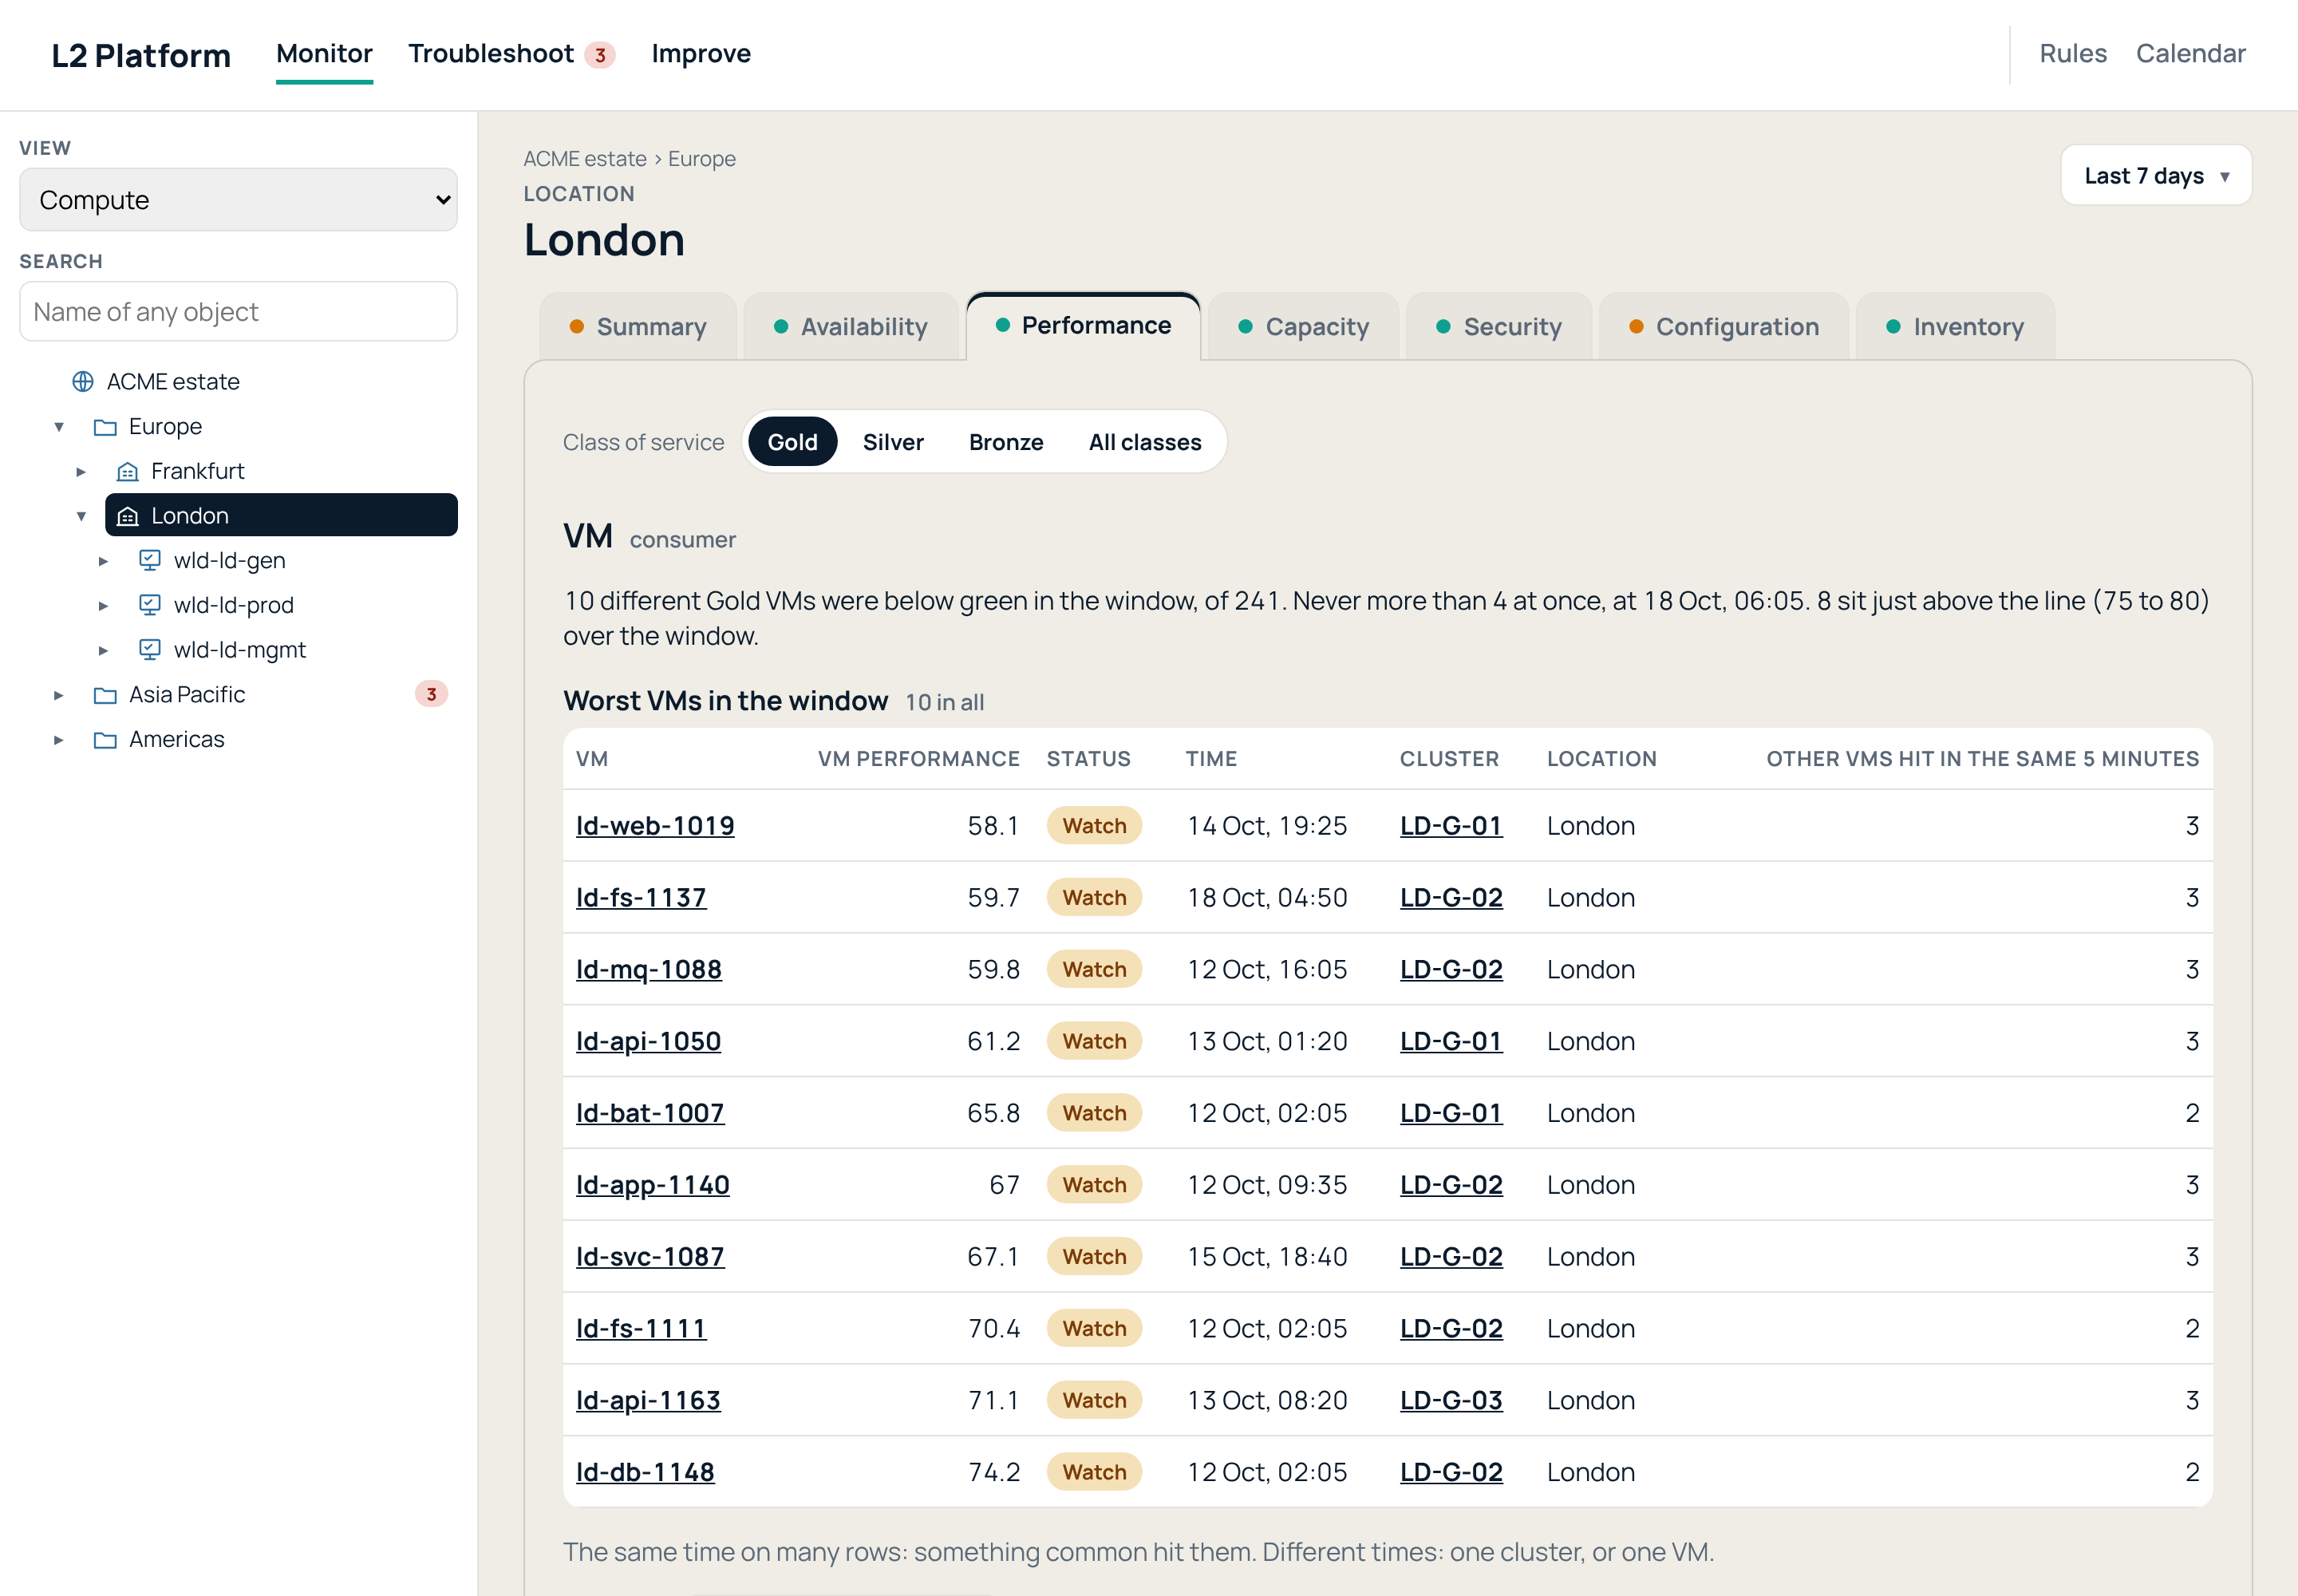 L2 Platform
Monitor
Troubleshoot 3
Improve
Rules
Calendar
VIEW
Compute
SEARCH
Name of any object
ACME estate
Europe
Frankfurt
London
wld-ld-gen
wld-ld-prod
wld-ld-mgmt
Asia Pacific 3
Americas
ACME estate › Europe
LOCATION
London
Last 7 days
Summary
Availability
Performance
Capacity
Security
Configuration
Inventory
Class of service Gold Silver Bronze All classes
VM consumer
10 different Gold VMs were below green in the window, of 241. Never more than 4 at once, at 18 Oct, 06:05. 8 sit just above the line (75 to 80)
over the window.
Worst VMs in the window 10 in all
VM VM PERFORMANCE STATUS TIME CLUSTER LOCATION OTHER VMS HIT IN THE SAME 5 MINUTES
ld-web-1019 58.1 Watch 14 Oct, 19:25 LD-G-01 London 3
ld-fs-1137 59.7 Watch 18 Oct, 04:50 LD-G-02 London 3
ld-mq-1088 59.8 Watch 12 Oct, 16:05 LD-G-02 London 3
ld-api-1050 61.2 Watch 13 Oct, 01:20 LD-G-01 London 3
ld-bat-1007 65.8 Watch 12 Oct, 02:05 LD-G-01 London 2
ld-app-1140 67 Watch 12 Oct, 09:35 LD-G-02 London 3
ld-svc-1087 67.1 Watch 15 Oct, 18:40 LD-G-02 London 3
ld-fs-1111 70.4 Watch 12 Oct, 02:05 LD-G-02 London 2
ld-api-1163 71.1 Watch 13 Oct, 08:20 LD-G-03 London 3
ld-db-1148 74.2 Watch 12 Oct, 02:05 LD-G-02 London 2
The same time on many rows: something common hit them. Different times: one cluster, or one VM.